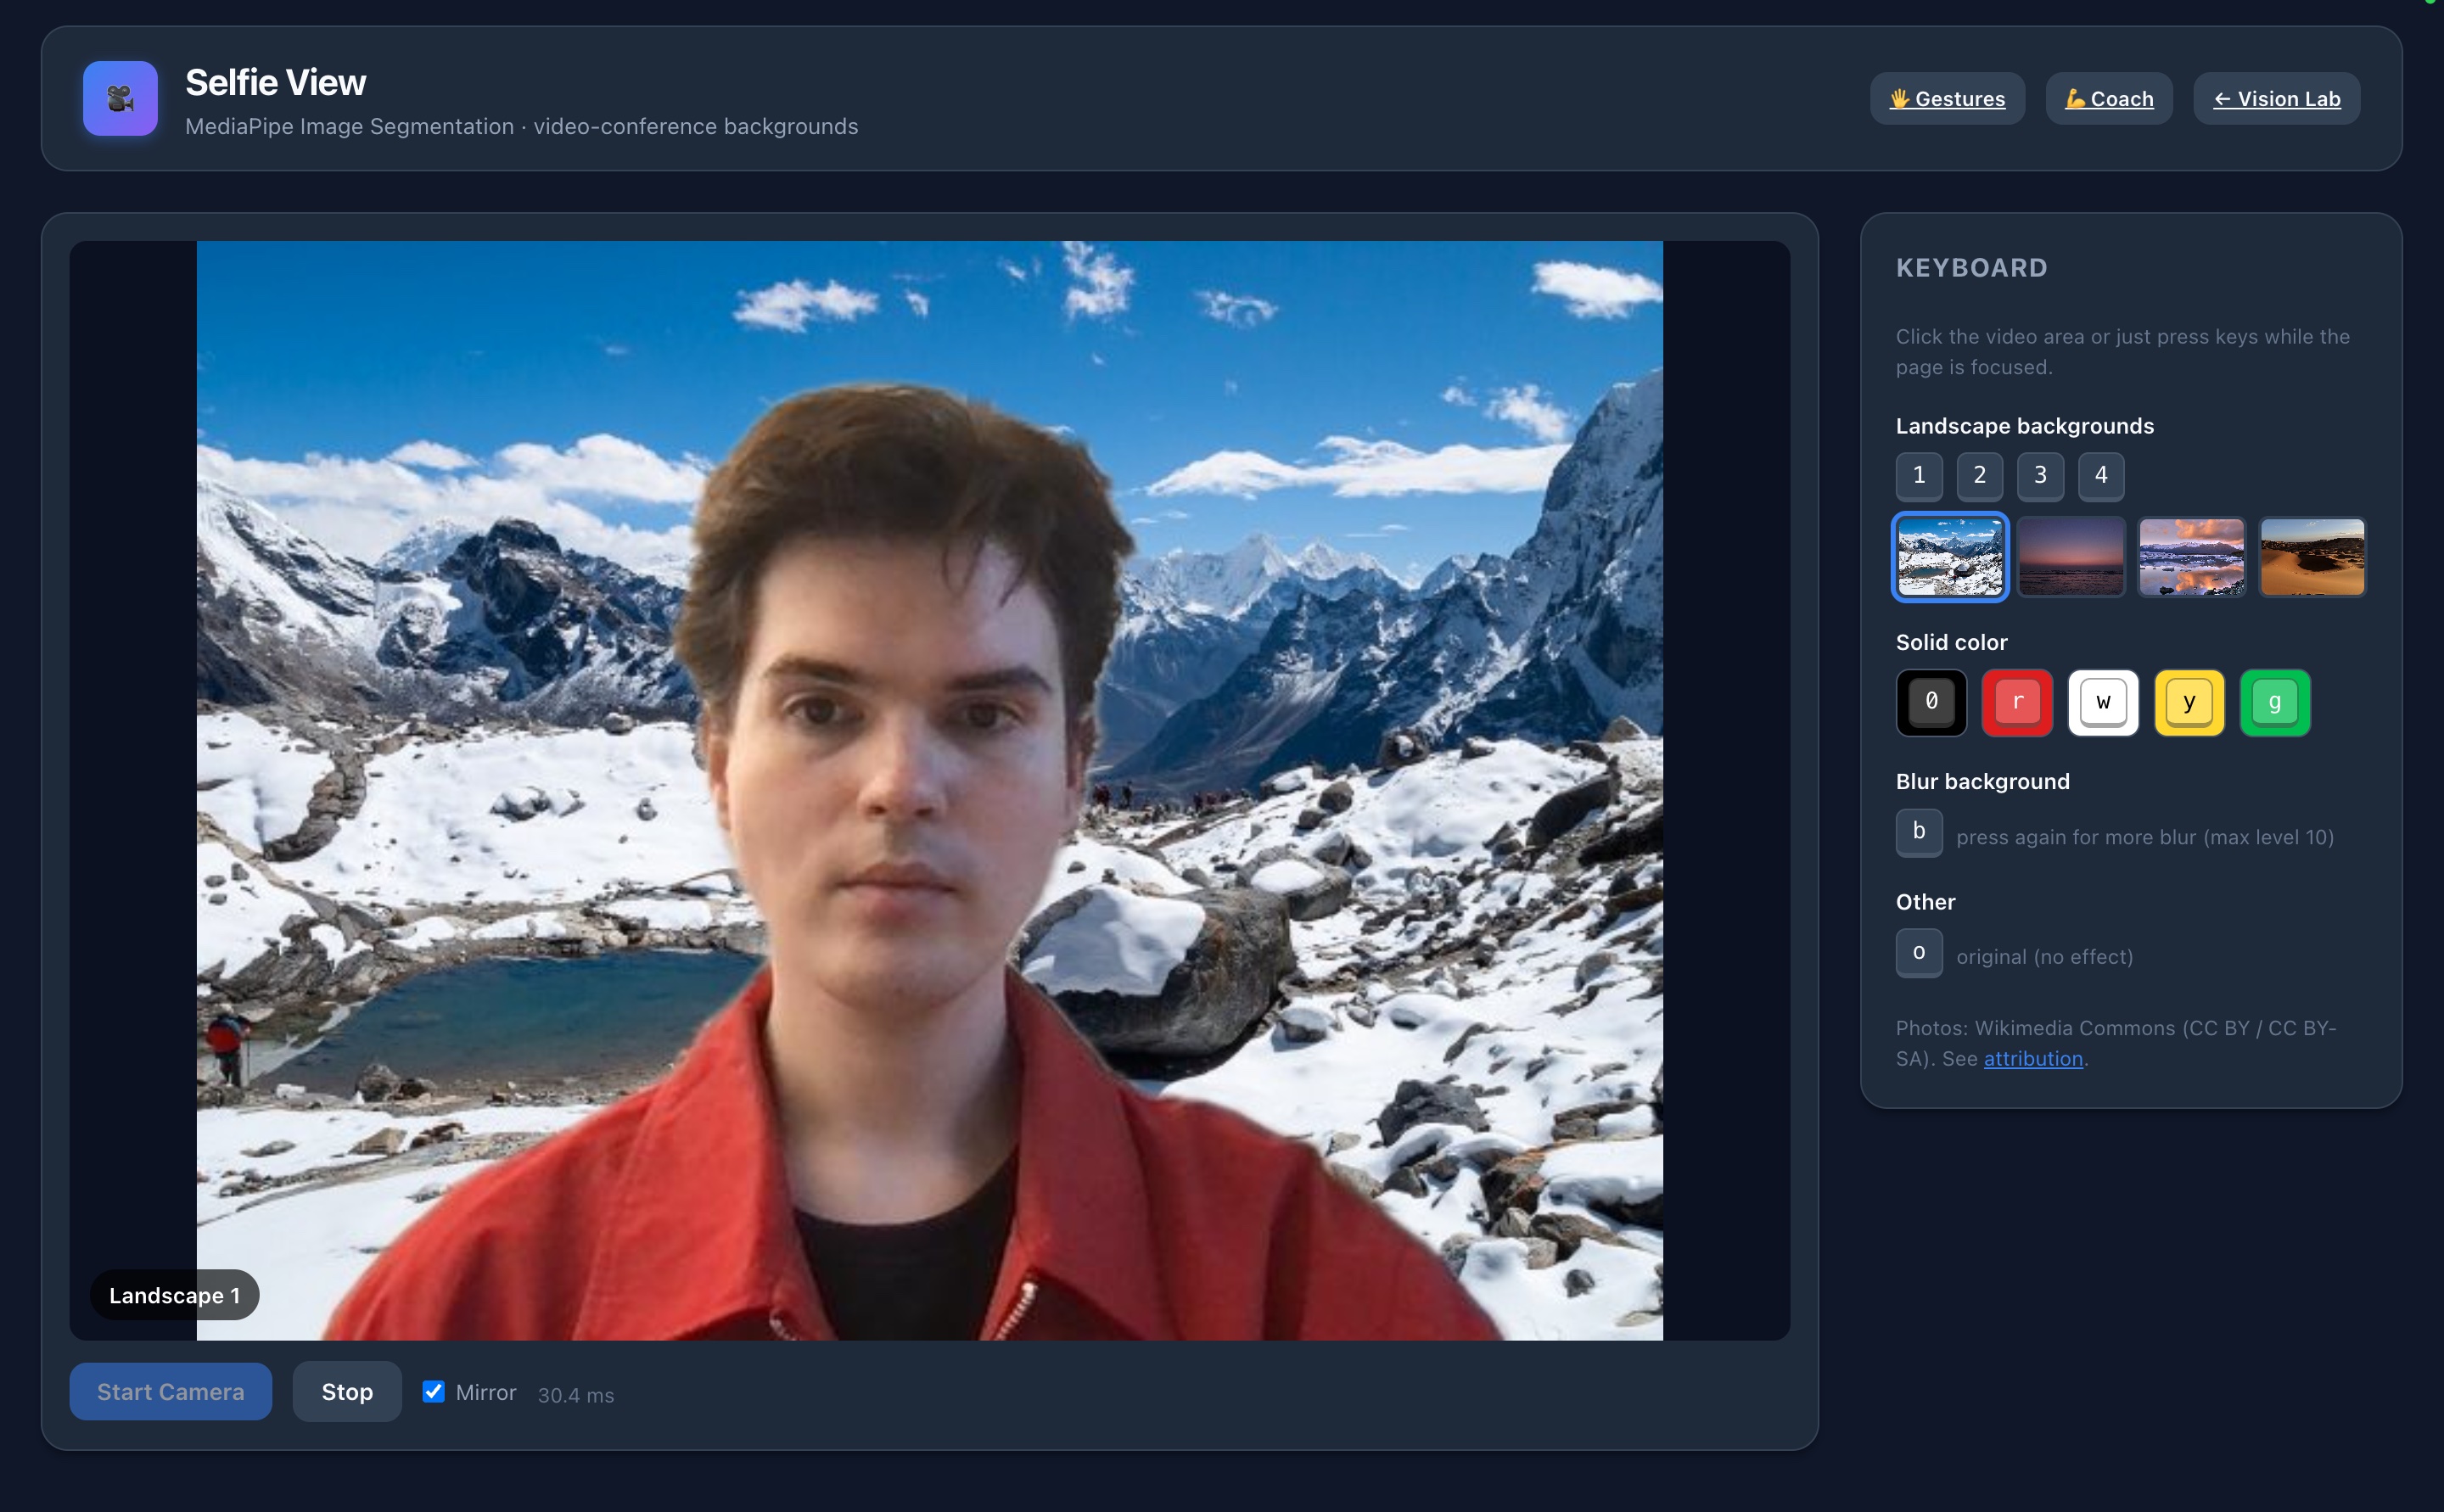 Selfie View
MediaPipe Image Segmentation · video-conference backgrounds
🖐 Gestures
💪 Coach
← Vision Lab
Landscape 1
Start Camera
Stop
Mirror
30.4 ms
KEYBOARD
Click the video area or just press keys while the
page is focused.
Landscape backgrounds
1 2 3 4
Solid color
0 r w y g
Blur background
b press again for more blur (max level 10)
Other
o original (no effect)
Photos: Wikimedia Commons (CC BY / CC BY-
SA). See attribution.